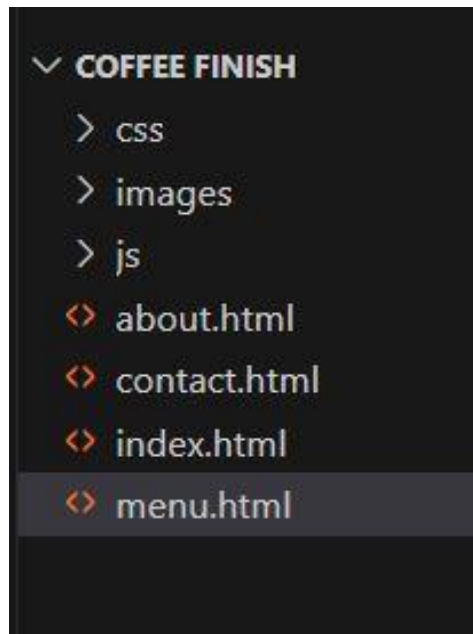 COFFEE FINISH
css
images
js
about.html
contact.html
index.html
menu.html